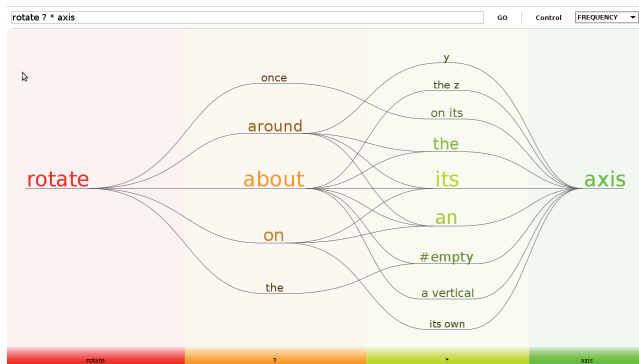 rotate ? * axis GO Control FREQUENCY
y
once
the z
on its
around
the
rotate about its axis
an
on
#empty
the
a vertical
its own
rotate ? * axis